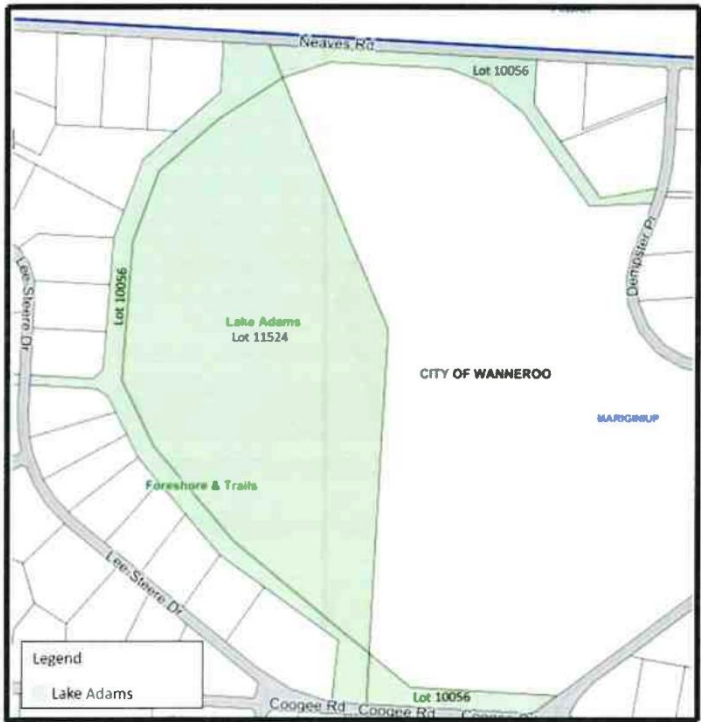 Neaves Rd
Lot 10056
Lee-Steere Dr
Lot 10056
Dempster Pl
Lake Adams
Lot 11524
CITY OF WANNEROO
MARIGINIUP
Foreshore & Trails
Lee-Steere Dr
Legend
Lake Adams
Lot 10056
Coogee Rd
Coogee Rd